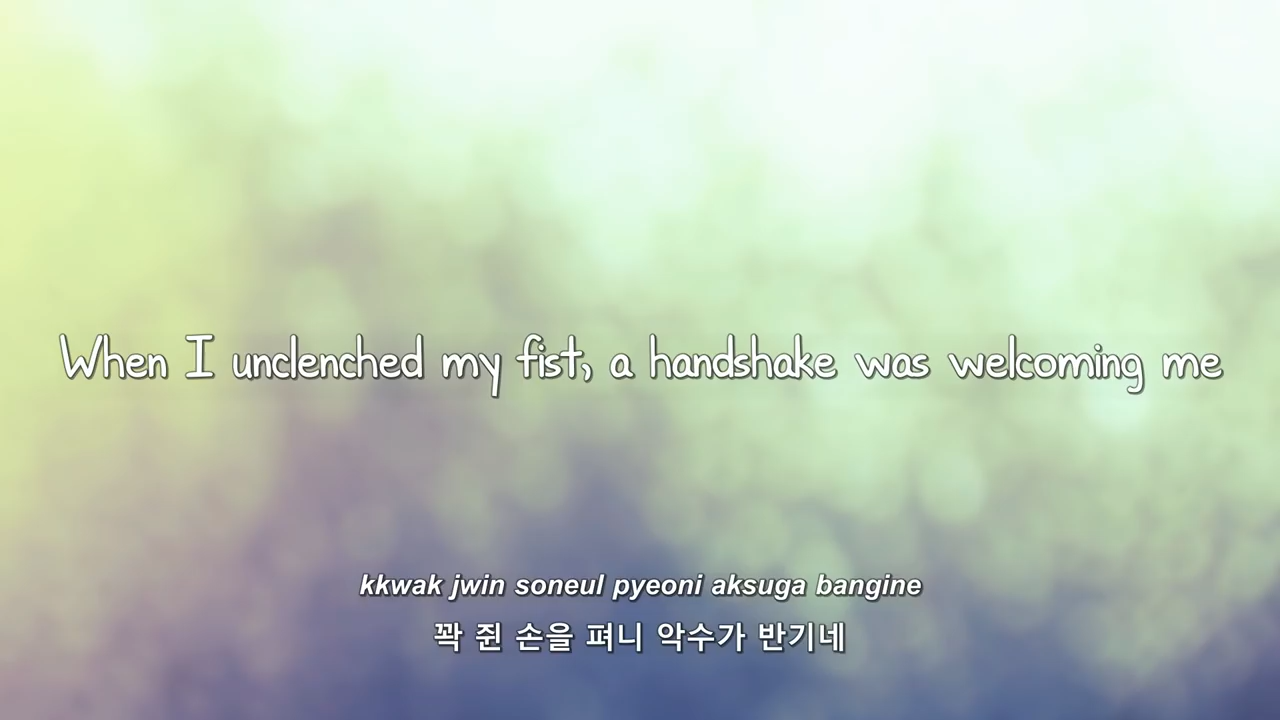 When I unclenched my fist, a handshake was welcoming me
kkwak jwin soneul pyeoni aksuga bangine
꽉 쥔 손을 펴니 악수가 반기네